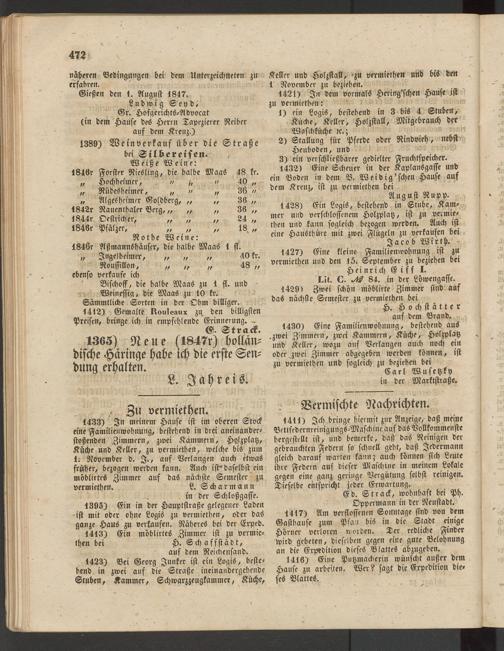 472
näheren Bedingungen bei dem Unterzeichneten zu
erfahren.
Gießen den 1. August 1847.
Ludwig Seyd,
Gr. Hofgerichts-Advocat
(in dem Hause des Herrn Tapezierer Reiber
auf dem Kreuz.)
1389) Weinverkauf über die Straße
bei Silbereisen.
Weiße Weine:
1846r Forster Riesling, die halbe Maas 48 kr.
„ Hochheimer, „ „ „ 40 „
„ Rüdesheimer, „ „ „ 36 „
„ Algesheimer Goldberg, „ „ 36 „
1842r Rauenthaler Berg, „ „ „ 36 „
1844r Oestricher, „ „ „ 24 „
1846r Pfälzer, „ „ „ 18 „
Rothe Weine:
1846r Aßmannshäuser, die halbe Maas 1 fl.
„ Ingelheimer, „ „ „ 40 kr.
„ Roussillon, „ „ „ 48 „
ebenso verkaufe ich
Bischoff, die halbe Maas zu 1 fl. und
Weinessig, die Maas zu 10 kr.
Sämmtliche Sorten in der Ohm billiger.
1412) Gemalte Rouleaux zu den billigsten
Preisen, bringe ich in empfehlende Erinnerung.
E. Strack.
1365) Neue (1847r) hollän-
dische Häringe habe ich die erste Sen-
dung erhalten.
L. Jahreis.
Zu vermiethen.
1433) In meinem Hause ist im oberen Stock
eine Familienwohnung, bestehend in drei aneinander-
stoßenden Zimmern, zwei Kammern, Holzplatz,
Küche und Keller, zu vermiethen, welche bis zum
1. November d. J., auf Verlangen auch etwas
früher, bezogen werden kann. Auch ist daselbst ein
möblirtes Zimmer auf das nächste Semester zu
vermiethen.
L. Scharmann
in der Schloßgasse.
1395) Ein in der Hauptstraße gelegener Laden
ist mit oder ohne Logis zu vermiethen, oder das
ganze Haus zu verkaufen. Näheres bei der Exped.
1413) Ein möblirtes Zimmer ist zu vermie-
then bei
H. Schaffstädt,
auf dem Reichensand.
1423) Bei Georg Junker ist ein Logis, beste-
hend in zwei auf die Straße ineinandergehende
Stuben, Kammer, Schwarzzeugkammer, Küche,
Keller und Holzstall, zu vermiethen und bis den
1 November zu beziehen.
1421) In dem vormals Hering'schen Hause ist
zu vermiethen:
1) ein Logis, bestehend in 3 bis 4 Stuben,
Küche, Keller, Holzstall, Mitgebrauch der
Waschküche ꝛc.;
2) Stallung für Pferde oder Rindvieh, nebst
Heuboden, und
3) ein verschließbarer gedielter Fruchtspeicher.
1432) Eine Scheuer in der Kaplansgasse und
ein Boden in dem B. Weidig'schen Hause auf
dem Kreuz, ist zu vermiethen bei
August Rupp.
1428) Ein Logis, bestehend in Stube, Kam-
mer und verschlossenem Holzplatz, ist zu vermie-
then und kann sogleich bezogen werden. Auch ist
eine Hausthüre mit zwei Flügeln zu verkaufen bei
Jacob Wirth.
1427) Eine kleine Familienwohnung ist zu
vermiethen und den 15. September zu beziehen bei
Heinrich Eiff I.
Lit. C. № 84. in der Löwengasse.
1429) Zwei schön möblirte Zimmer sind auf
das nächste Semester zu vermiethen bei
H. Hochstätter
auf dem Brand.
1430) Eine Familienwohnung, bestehend aus
zwei Zimmern, zwei Kammern, Küche, Holzplatz
und Keller, wozu auf Verlangen auch noch ein
oder zwei Zimmer abgegeben werden können, ist
zu vermiethen und sogleich zu beziehen bei
Carl Wusetzky
in der Marktstraße.
Vermischte Nachrichten.
1411) Ich bringe hiermit zur Anzeige, daß meine
Bettfedernreinigungs-Maschine auf das Vollkommenste
hergestellt ist, und bemerke, daß das Reinigen der
gebrauchten Federn so schnell geht, daß Jedermann
gleich darauf warten kann; auch können sich Leute
ihre Federn auf dieser Maschine in meinem Lokale
gegen eine ganz geringe Vergütung selbst reinigen.
Dieselbe entspricht jeder Erwartung.
Ed. Strack, wohnhaft bei Ph.
Oppermann in der Neustadt.
1417) Am verflossenen Sonntage sind von dem
Gasthause zum Pfau bis in die Stadt einige
Hörner verloren worden. Der redliche Finder
wird gebeten, dieselben gegen eine gute Belohnung
an die Expedition dieses Blattes abzugeben.
1416) Eine Putzmacherin wünscht außer dem
Hause zu arbeiten. Wer? sagt die Expedition die-
ses Blattes.